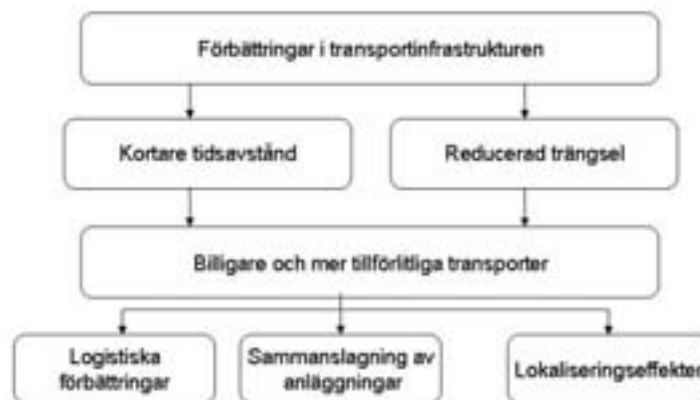 Förbättringar i transportinfrastrukturen
Kortare tidsavstånd
Reducerad trängsel
Billigare och mer tillförlitliga transporter
Logistiska
förbättringar
Sammanslagning av
anläggningar
Lokaliseringseffekter